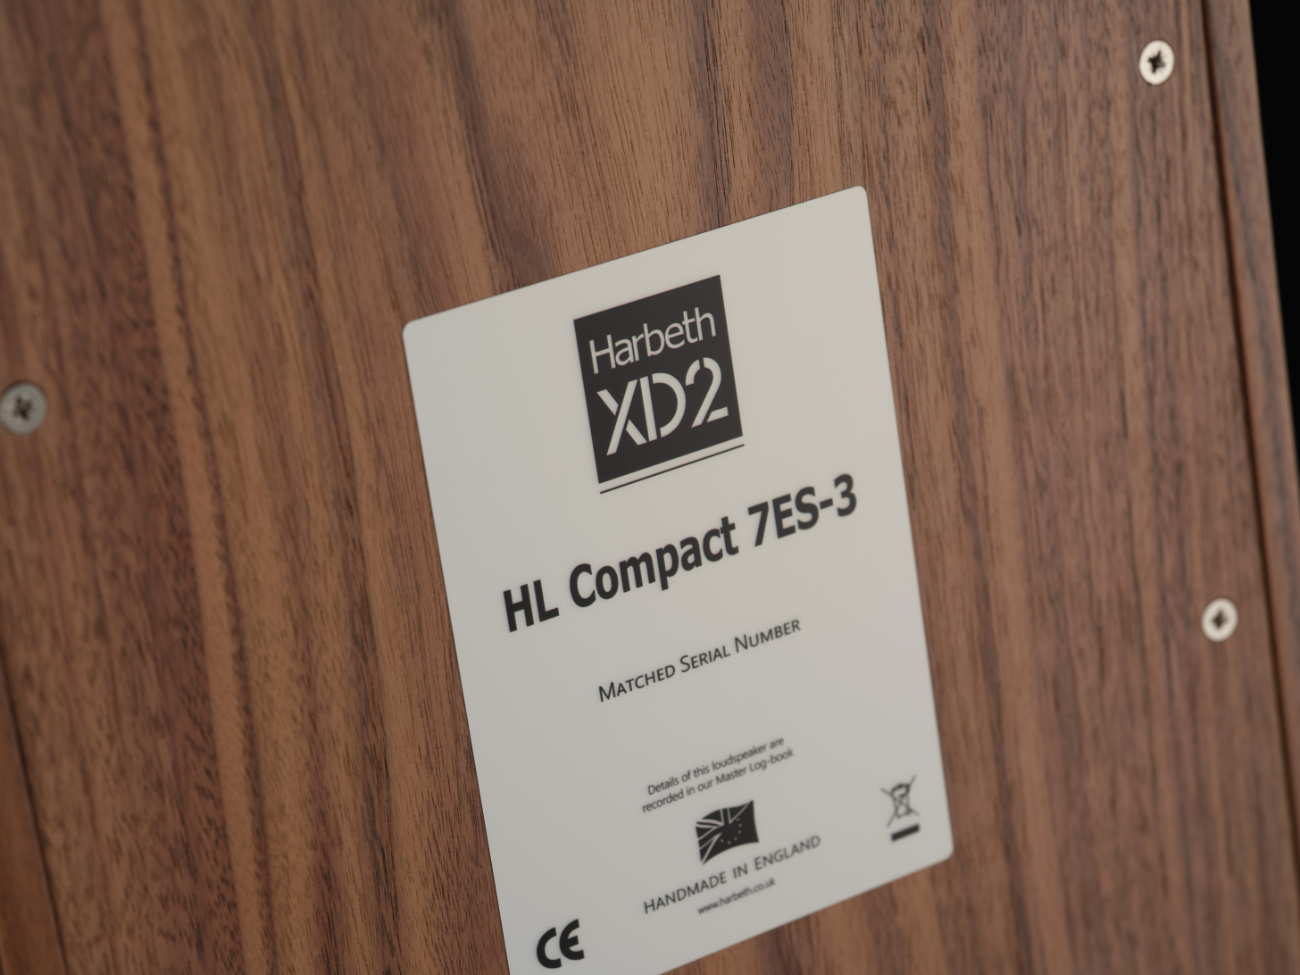 Harbeth
XD2
HL Compact 7ES-3
MATCHED SERIAL NUMBER
Details of this loudspeaker are
recorded in our Master Log-book
HANDMADE IN ENGLAND
www.harbeth.co.uk
CE